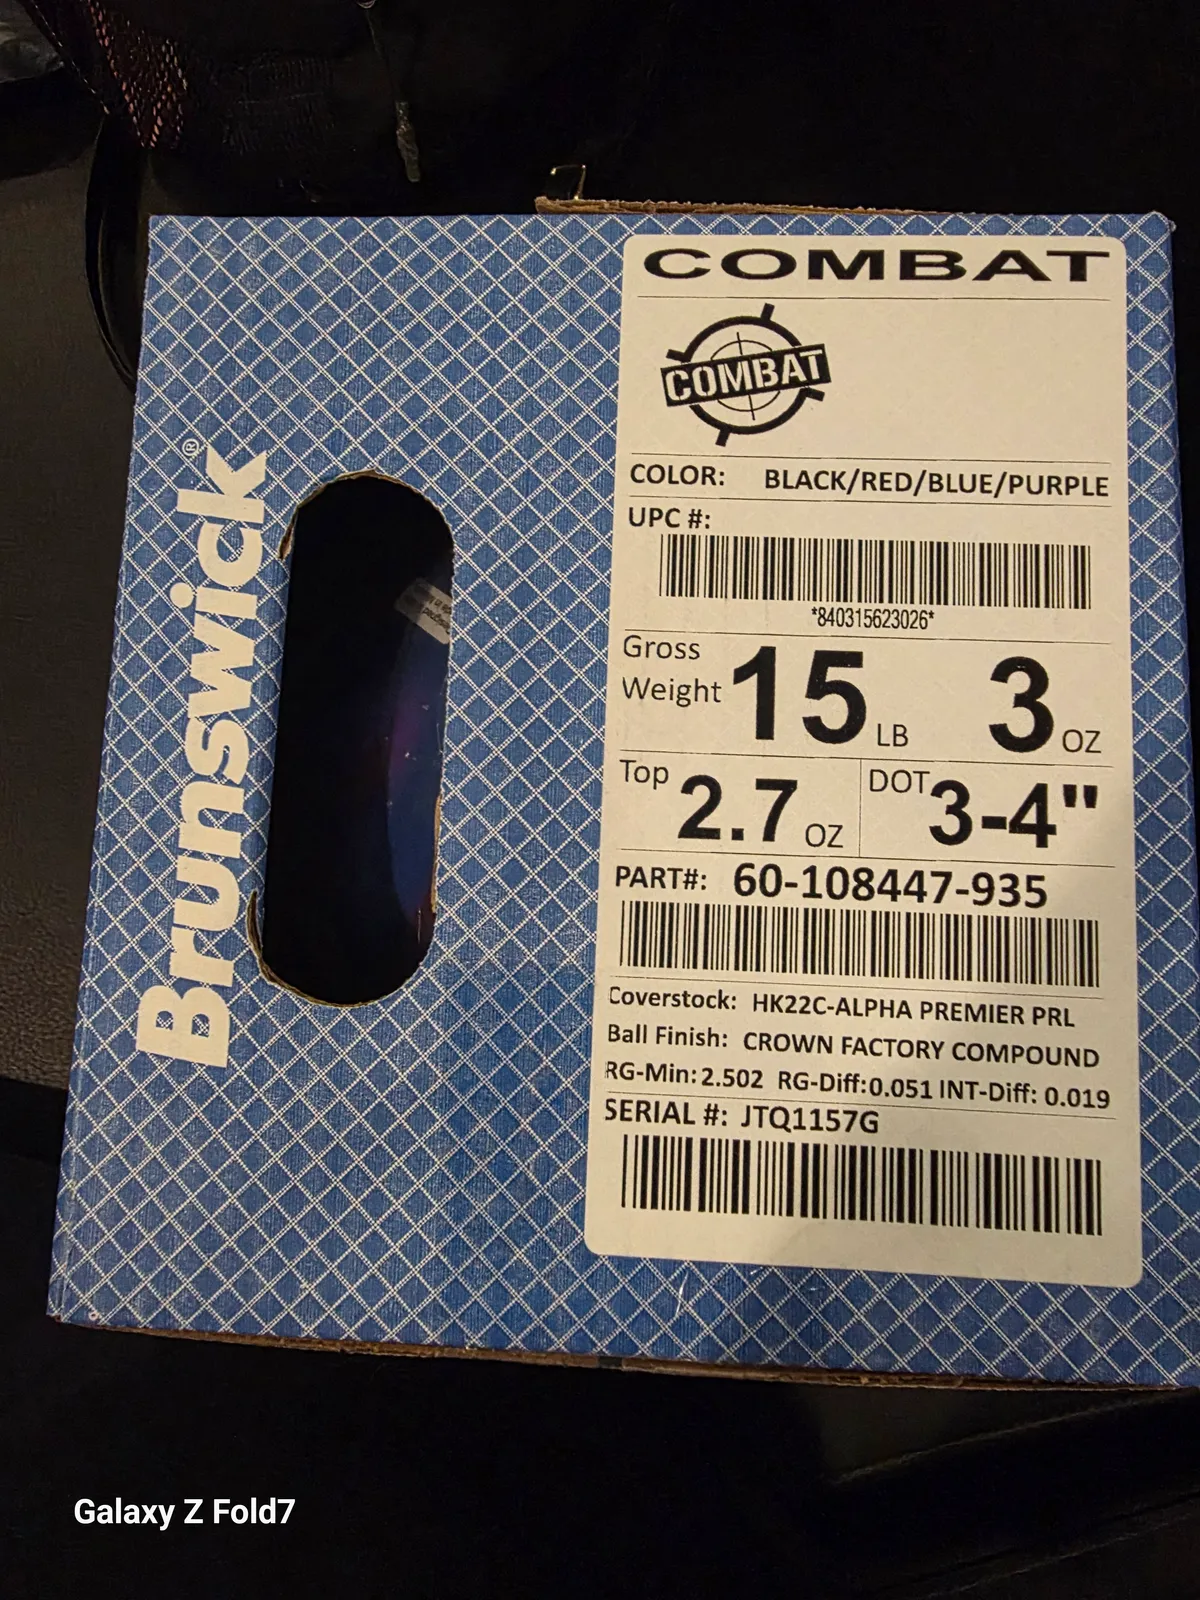 COMBAT
COMBAT
COLOR: BLACK/RED/BLUE/PURPLE
UPC #:
*840315623026*
Gross Weight 15 LB 3 OZ
Top 2.7 OZ DOT 3-4"
PART#: 60-108447-935
Coverstock: HK22C-ALPHA PREMIER PRL
Ball Finish: CROWN FACTORY COMPOUND
RG-Min: 2.502 RG-Diff: 0.051 INT-Diff: 0.019
SERIAL #: JTQ1157G
Brunswick®
Galaxy Z Fold7